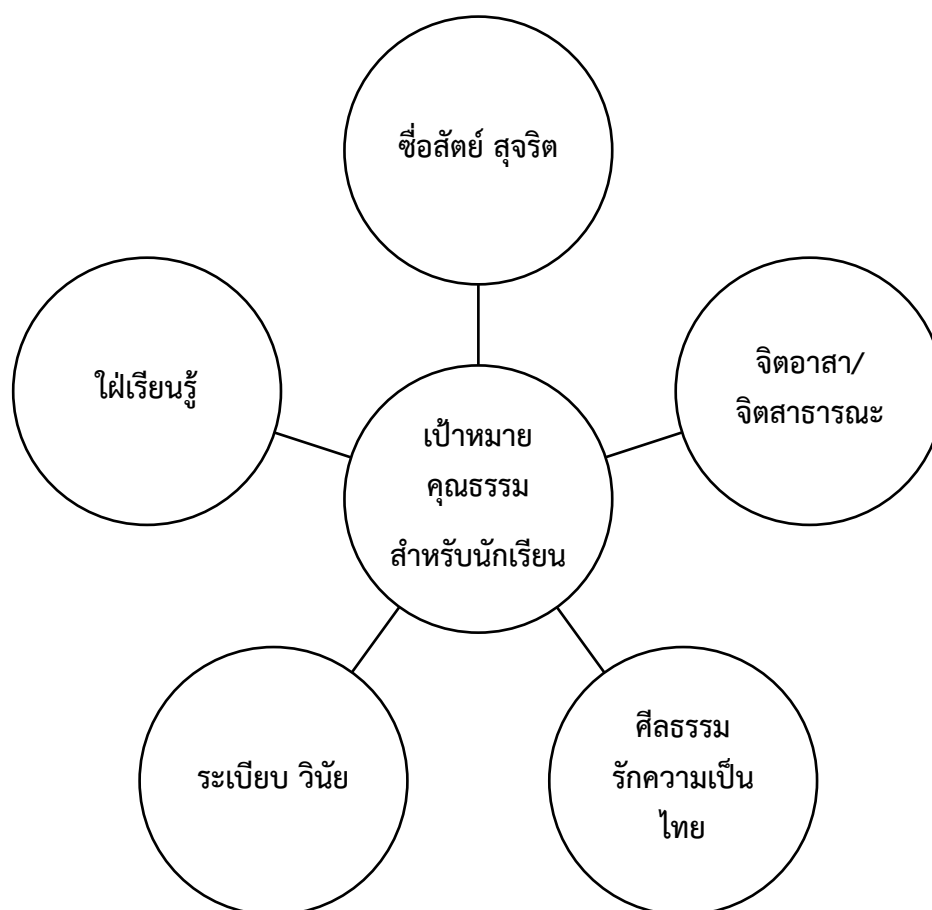 ซื่อสัตย์ สุจริต
จิตอาสา/
จิตสาธารณะ
ใฝ่เรียนรู้
เป้าหมาย
คุณธรรม
สำหรับนักเรียน
ศีลธรรม
รักความเป็น
ไทย
ระเบียบ วินัย